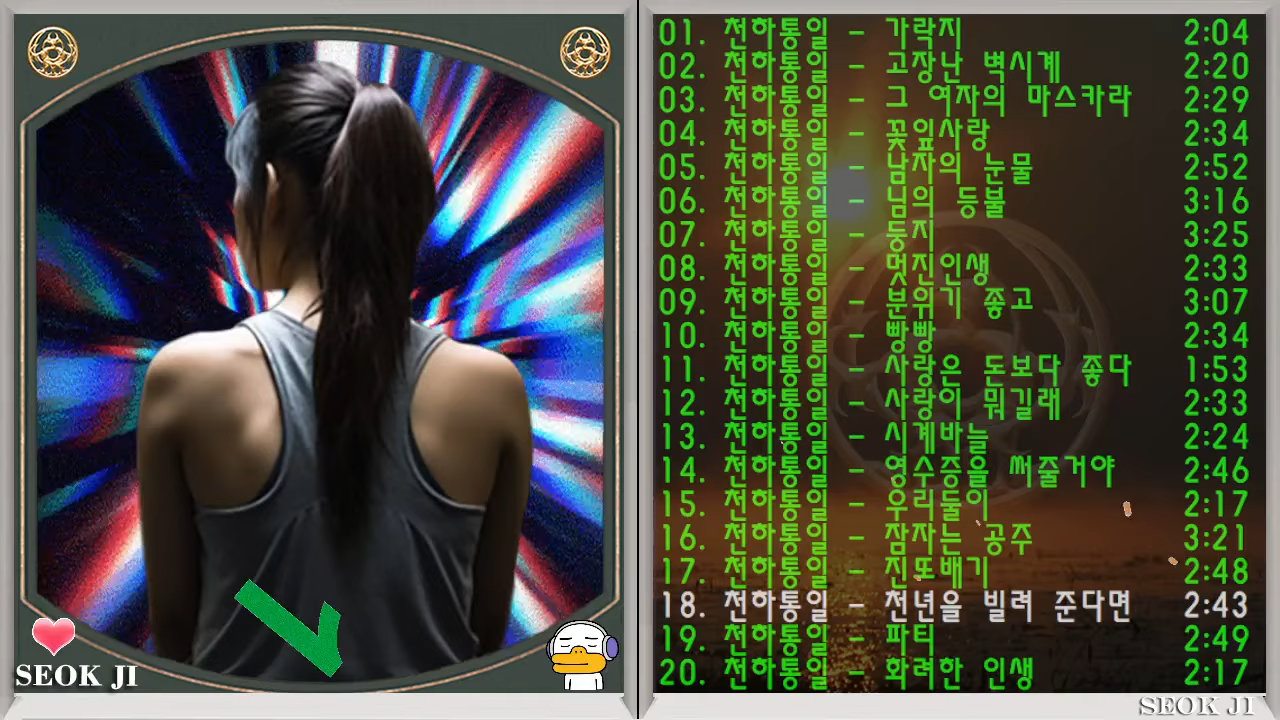 SEOK JI
01. 천하통일 - 가락지 2:04
02. 천하통일 - 고장난 벽시계 2:20
03. 천하통일 - 그 여자의 마스카라 2:29
04. 천하통일 - 꽃잎사랑 2:34
05. 천하통일 - 남자의 눈물 2:52
06. 천하통일 - 님의 등불 3:16
07. 천하통일 - 둥지 3:25
08. 천하통일 - 멋진인생 2:33
09. 천하통일 - 분위기 좋고 3:07
10. 천하통일 - 빵빵 2:34
11. 천하통일 - 사랑은 돈보다 좋다 1:53
12. 천하통일 - 사랑이 뭐길래 2:33
13. 천하통일 - 시계바늘 2:24
14. 천하통일 - 영수증을 써줄거야 2:46
15. 천하통일 - 우리둘이 2:17
16. 천하통일 - 잠자는 공주 3:21
17. 천하통일 - 진또배기 2:48
18. 천하통일 - 천년을 빌려 준다면 2:43
19. 천하통일 - 파티 2:49
20. 천하통일 - 화려한 인생 2:17
SEOK JI